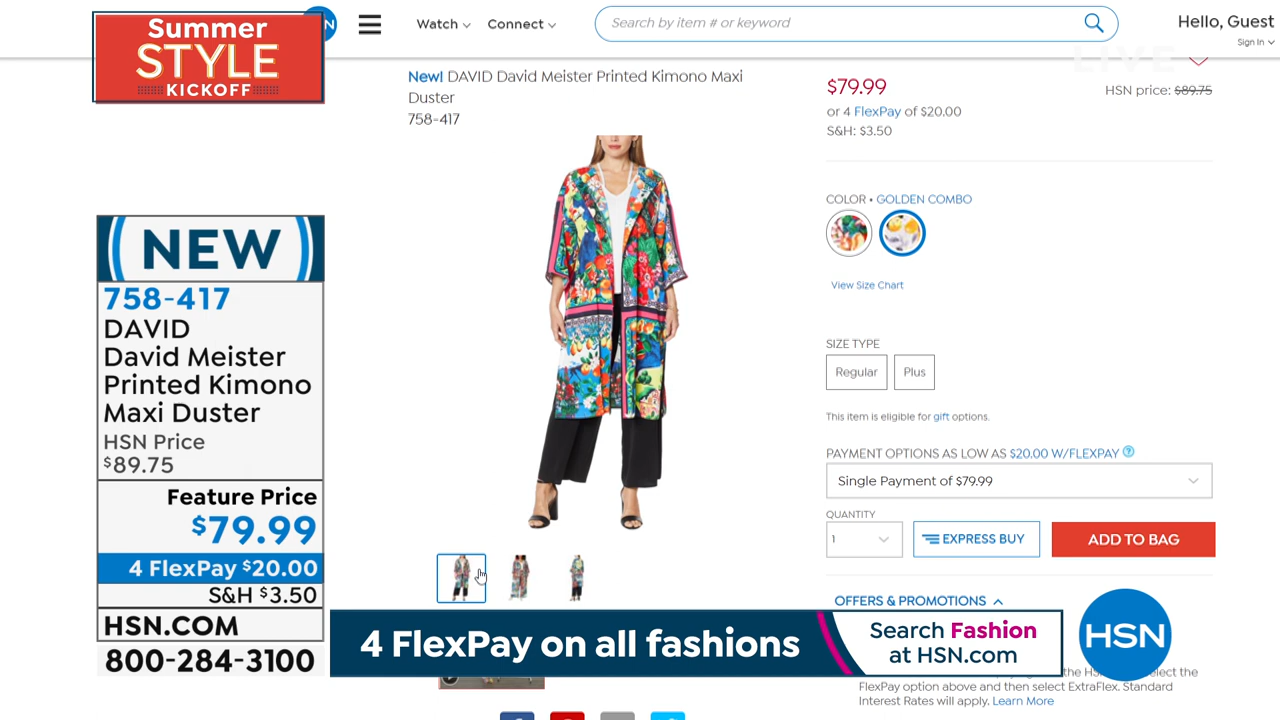 Summer
STYLE
KICKOFF
N
Watch
Connect
Search by item # or keyword
Hello, Guest
Sign In
LIVE
New! DAVID David Meister Printed Kimono Maxi
Duster
758-417
$79.99
HSN price: $89.75
or 4 FlexPay of $20.00
S&H: $3.50
COLOR • GOLDEN COMBO
View Size Chart
SIZE TYPE
Regular
Plus
This item is eligible for gift options.
PAYMENT OPTIONS AS LOW AS $20.00 W/FLEXPAY ?
Single Payment of $79.99
QUANTITY
1
EXPRESS BUY
ADD TO BAG
OFFERS & PROMOTIONS
NEW
758-417
DAVID
David Meister
Printed Kimono
Maxi Duster
HSN Price
$89.75
Feature Price
$79.99
4 FlexPay $20.00
S&H $3.50
HSN.COM
800-284-3100
4 FlexPay on all fashions
Search Fashion
at HSN.com
HSN
the
FlexPay option above and then select ExtraFlex. Standard
Interest Rates will apply. Learn More